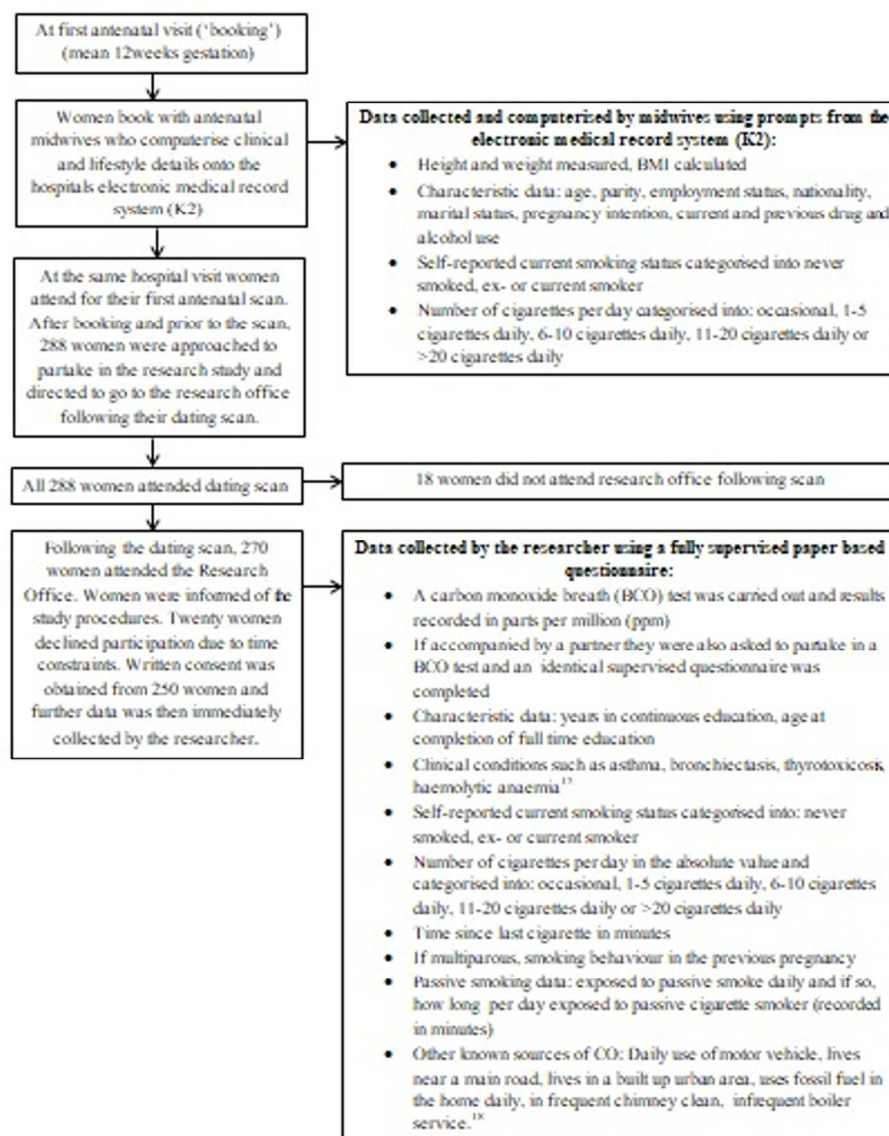 At first antenatal visit (‘booking’)
(mean 12weeks gestation)
Women book with antenatal
midwives who computerise clinical
and lifestyle details onto the
hospitals electronic medical record
system (K2)
Data collected and computerised by midwives using prompts from the
electronic medical record system (K2):
• Height and weight measured, BMI calculated
• Characteristic data: age, parity, employment status, nationality,
marital status, pregnancy intention, current and previous drug and
alcohol use
• Self-reported current smoking status categorised into never
smoked, ex- or current smoker
• Number of cigarettes per day categorised into: occasional, 1-5
cigarettes daily, 6-10 cigarettes daily, 11-20 cigarettes daily or
>20 cigarettes daily
At the same hospital visit women
attend for their first antenatal scan.
After booking and prior to the scan,
288 women were approached to
partake in the research study and
directed to go to the research office
following their dating scan.
All 288 women attended dating scan
18 women did not attend research office following scan
Following the dating scan, 270
women attended the Research
Office. Women were informed of the
study procedures. Twenty women
declined participation due to time
constraints. Written consent was
obtained from 250 women and
further data was then immediately
collected by the researcher.
Data collected by the researcher using a fully supervised paper based
questionnaire:
• A carbon monoxide breath (BCO) test was carried out and results
recorded in parts per million (ppm)
• If accompanied by a partner they were also asked to partake in a
BCO test and an identical supervised questionnaire was
completed
• Characteristic data: years in continuous education, age at
completion of full time education
• Clinical conditions such as asthma, bronchiectasis, thyrotoxicosis,
haemolytic anaemia
• Self-reported current smoking status categorised into: never
smoked, ex- or current smoker
• Number of cigarettes per day in the absolute value and
categorised into: occasional, 1-5 cigarettes daily, 6-10 cigarettes
daily, 11-20 cigarettes daily or >20 cigarettes daily
• Time since last cigarette in minutes
• If multiparous, smoking behaviour in the previous pregnancy
• Passive smoking data: exposed to passive smoke daily and if so,
how long per day exposed to passive cigarette smoker (recorded
in minutes)
• Other known sources of CO: Daily use of motor vehicle, lives
near a main road, lives in a built up urban area, uses fossil fuel in
the home daily, in frequent chimney clean, infrequent boiler
service.18